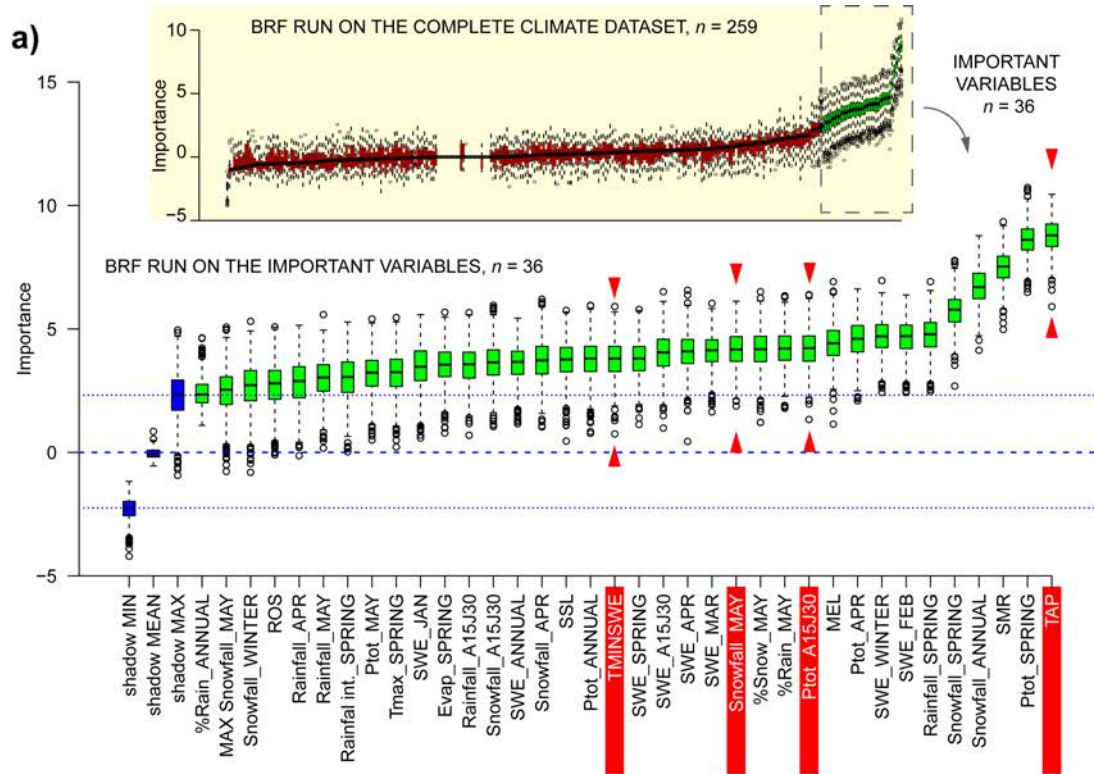 a)
BRF RUN ON THE COMPLETE CLIMATE DATASET, n = 259
Importance
10
5
0
−5
IMPORTANT
VARIABLES
n = 36
BRF RUN ON THE IMPORTANT VARIABLES, n = 36
Importance
15
10
5
0
−5
shadow MIN
shadow MEAN
shadow MAX
%Rain_ANNUAL
MAX Snowfall_MAY
Snowfall_WINTER
ROS
Rainfall_APR
Rainfall_MAY
Rainfal int_SPRING
Ptot_MAY
Tmax_SPRING
SWE_JAN
Evap_SPRING
Rainfall_A15J30
Snowfall_A15J30
SWE_ANNUAL
Snowfall_APR
SSL
Ptot_ANNUAL
TMINSWE
SWE_SPRING
SWE_A15J30
SWE_APR
SWE_MAR
Snowfall_MAY
%Snow_MAY
%Rain_MAY
Ptot_A15J30
MEL
Ptot_APR
SWE_WINTER
SWE_FEB
Rainfall_SPRING
Snowfall_SPRING
Snowfall_ANNUAL
SMR
Ptot_SPRING
TAP